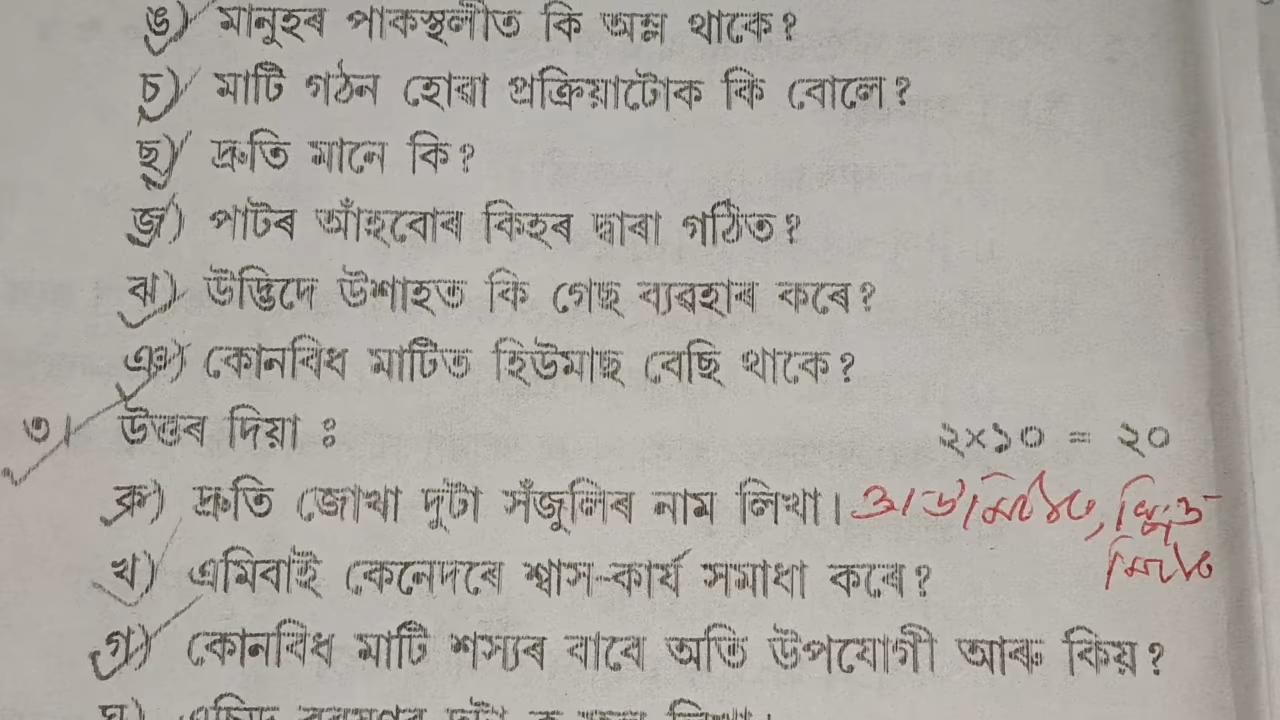 ঙ) মানুহৰ পাকস্থলীত কি অম্ল থাকে?
চ) মাটি গঠন হোৱা প্ৰক্ৰিয়াটোক কি বোলে?
ছ) দ্ৰুতি মানে কি?
জ) পাটৰ আঁহবোৰ কিহৰ দ্বাৰা গঠিত?
ঝ) উদ্ভিদে উশাহত কি গেছ ব্যৱহাৰ কৰে?
ঞ) কোনবিধ মাটিত হিউমাছ বেছি থাকে?
৩। উত্তৰ দিয়া : ২×১০ = ২০
ক) দ্ৰুতি জোখা দুটা সঁজুলিৰ নাম লিখা।
খ) এমিবাই কেনেদৰে শ্বাস-কাৰ্য সমাধা কৰে?
গ) কোনবিধ মাটি শস্যৰ বাবে অতি উপযোগী আৰু কিয়?